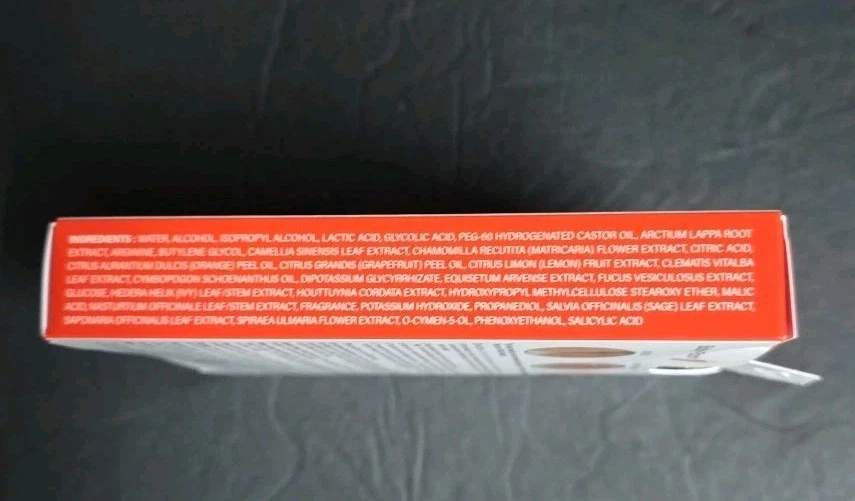 INGREDIENTS : WATER, ALCOHOL, ISOPROPYL ALCOHOL, LACTIC ACID, GLYCOLIC ACID, PEG-60 HYDROGENATED CASTOR OIL, ARCTIUM LAPPA ROOT
EXTRACT, ARGININE, BUTYLENE GLYCOL, CAMELLIA SINENSIS LEAF EXTRACT, CHAMOMILLA RECUTITA (MATRICARIA) FLOWER EXTRACT, CITRIC ACID,
CITRUS AURANTIUM DULCIS (ORANGE) PEEL OIL, CITRUS GRANDIS (GRAPEFRUIT) PEEL OIL, CITRUS LIMON (LEMON) FRUIT EXTRACT, CLEMATIS VITALBA
LEAF EXTRACT, CYMBOPOGON SCHOENANTHUS OIL, DIPOTASSIUM GLYCYRRHIZATE, EQUISETUM ARVENSE EXTRACT, FUCUS VESICULOSUS EXTRACT,
GLUCOSE, HEDERA HELIX (IVY) LEAF/STEM EXTRACT, HOUTTUYNIA CORDATA EXTRACT, HYDROXYPROPYL METHYLCELLULOSE STEAROXY ETHER, MALIC
ACID, NASTURTIUM OFFICINALE LEAF/STEM EXTRACT, FRAGRANCE, POTASSIUM HYDROXIDE, PROPANEDIOL, SALVIA OFFICINALIS (SAGE) LEAF EXTRACT,
SAPONARIA OFFICINALIS LEAF EXTRACT, SPIRAEA ULMARIA FLOWER EXTRACT, O-CYMEN-5-OL, PHENOXYETHANOL, SALICYLIC ACID